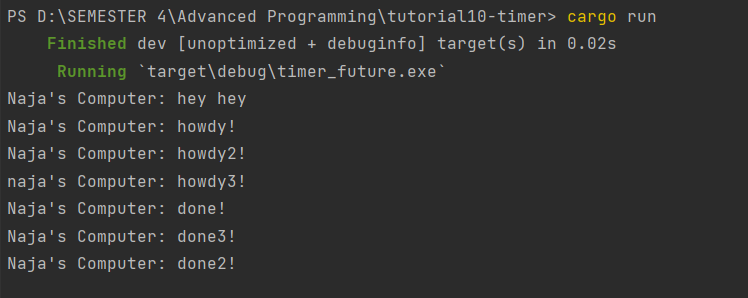 PS D:\SEMESTER 4\Advanced Programming\tutorial10-timer> cargo run
Finished dev [unoptimized + debuginfo] target(s) in 0.02s
Running `target\debug\timer_future.exe`
Naja's Computer: hey hey
Naja's Computer: howdy!
Naja's Computer: howdy2!
naja's Computer: howdy3!
Naja's Computer: done!
Naja's Computer: done3!
Naja's Computer: done2!